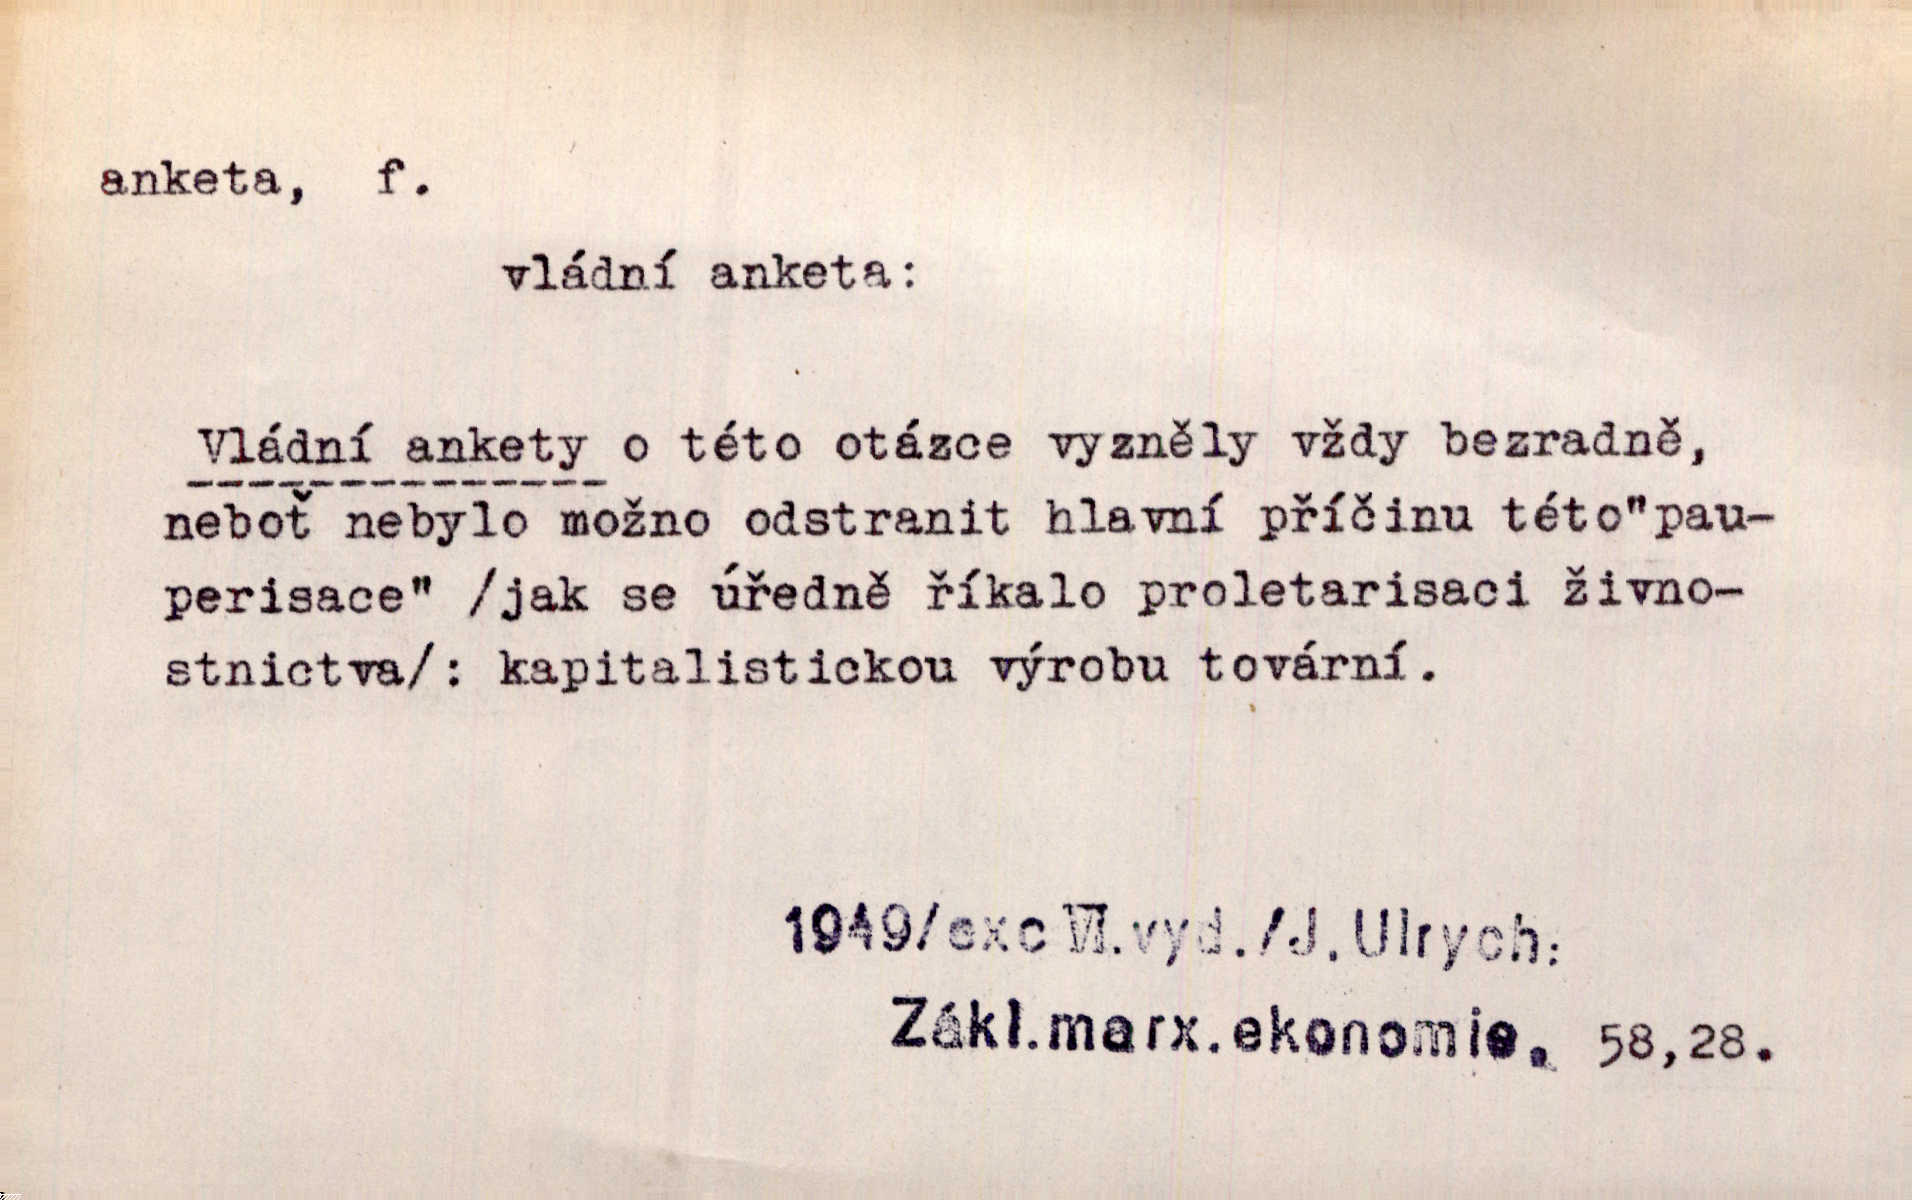 anketa, f.
vládní anketa:
Vládní ankety o této otázce vyzněly vždy bezradně,
neboť nebylo možno odstranit hlavní příčinu této"pau-
perisace" /jak se úředně říkalo proletarisaci živno-
stnictva/: kapitalistickou výrobu tovární.
1949/exc VI.vyd./J.Ulrych:
Zákl.marx.ekonomie. 58,28.